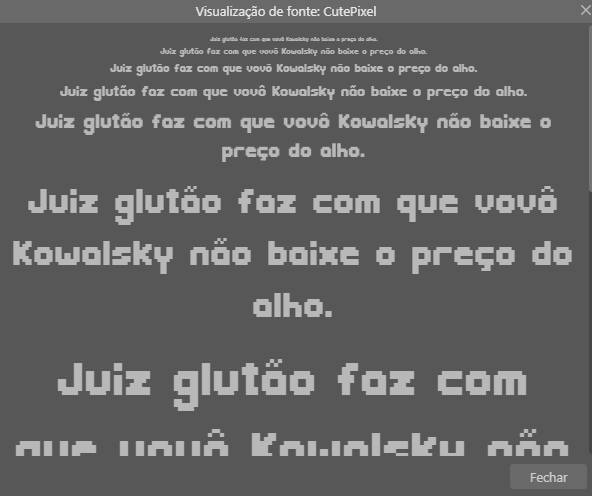 Visualização de fonte: CutePixel
Juiz glutão faz com que vovô Kowalsky não baixe o preço do alho.
Juiz glutão faz com que vovô Kowalsky não baixe o preço do alho.
Juiz glutão faz com que vovô Kowalsky não baixe o preço do alho.
Juiz glutão faz com que vovô Kowalsky não baixe o preço do alho.
Juiz glutão faz com que vovô Kowalsky não baixe o
preço do alho.
Juiz glutão faz com que vovô
Kowalsky não baixe o preço do
alho.
Juiz glutão faz com
que vovô Kowalsky não
Fechar